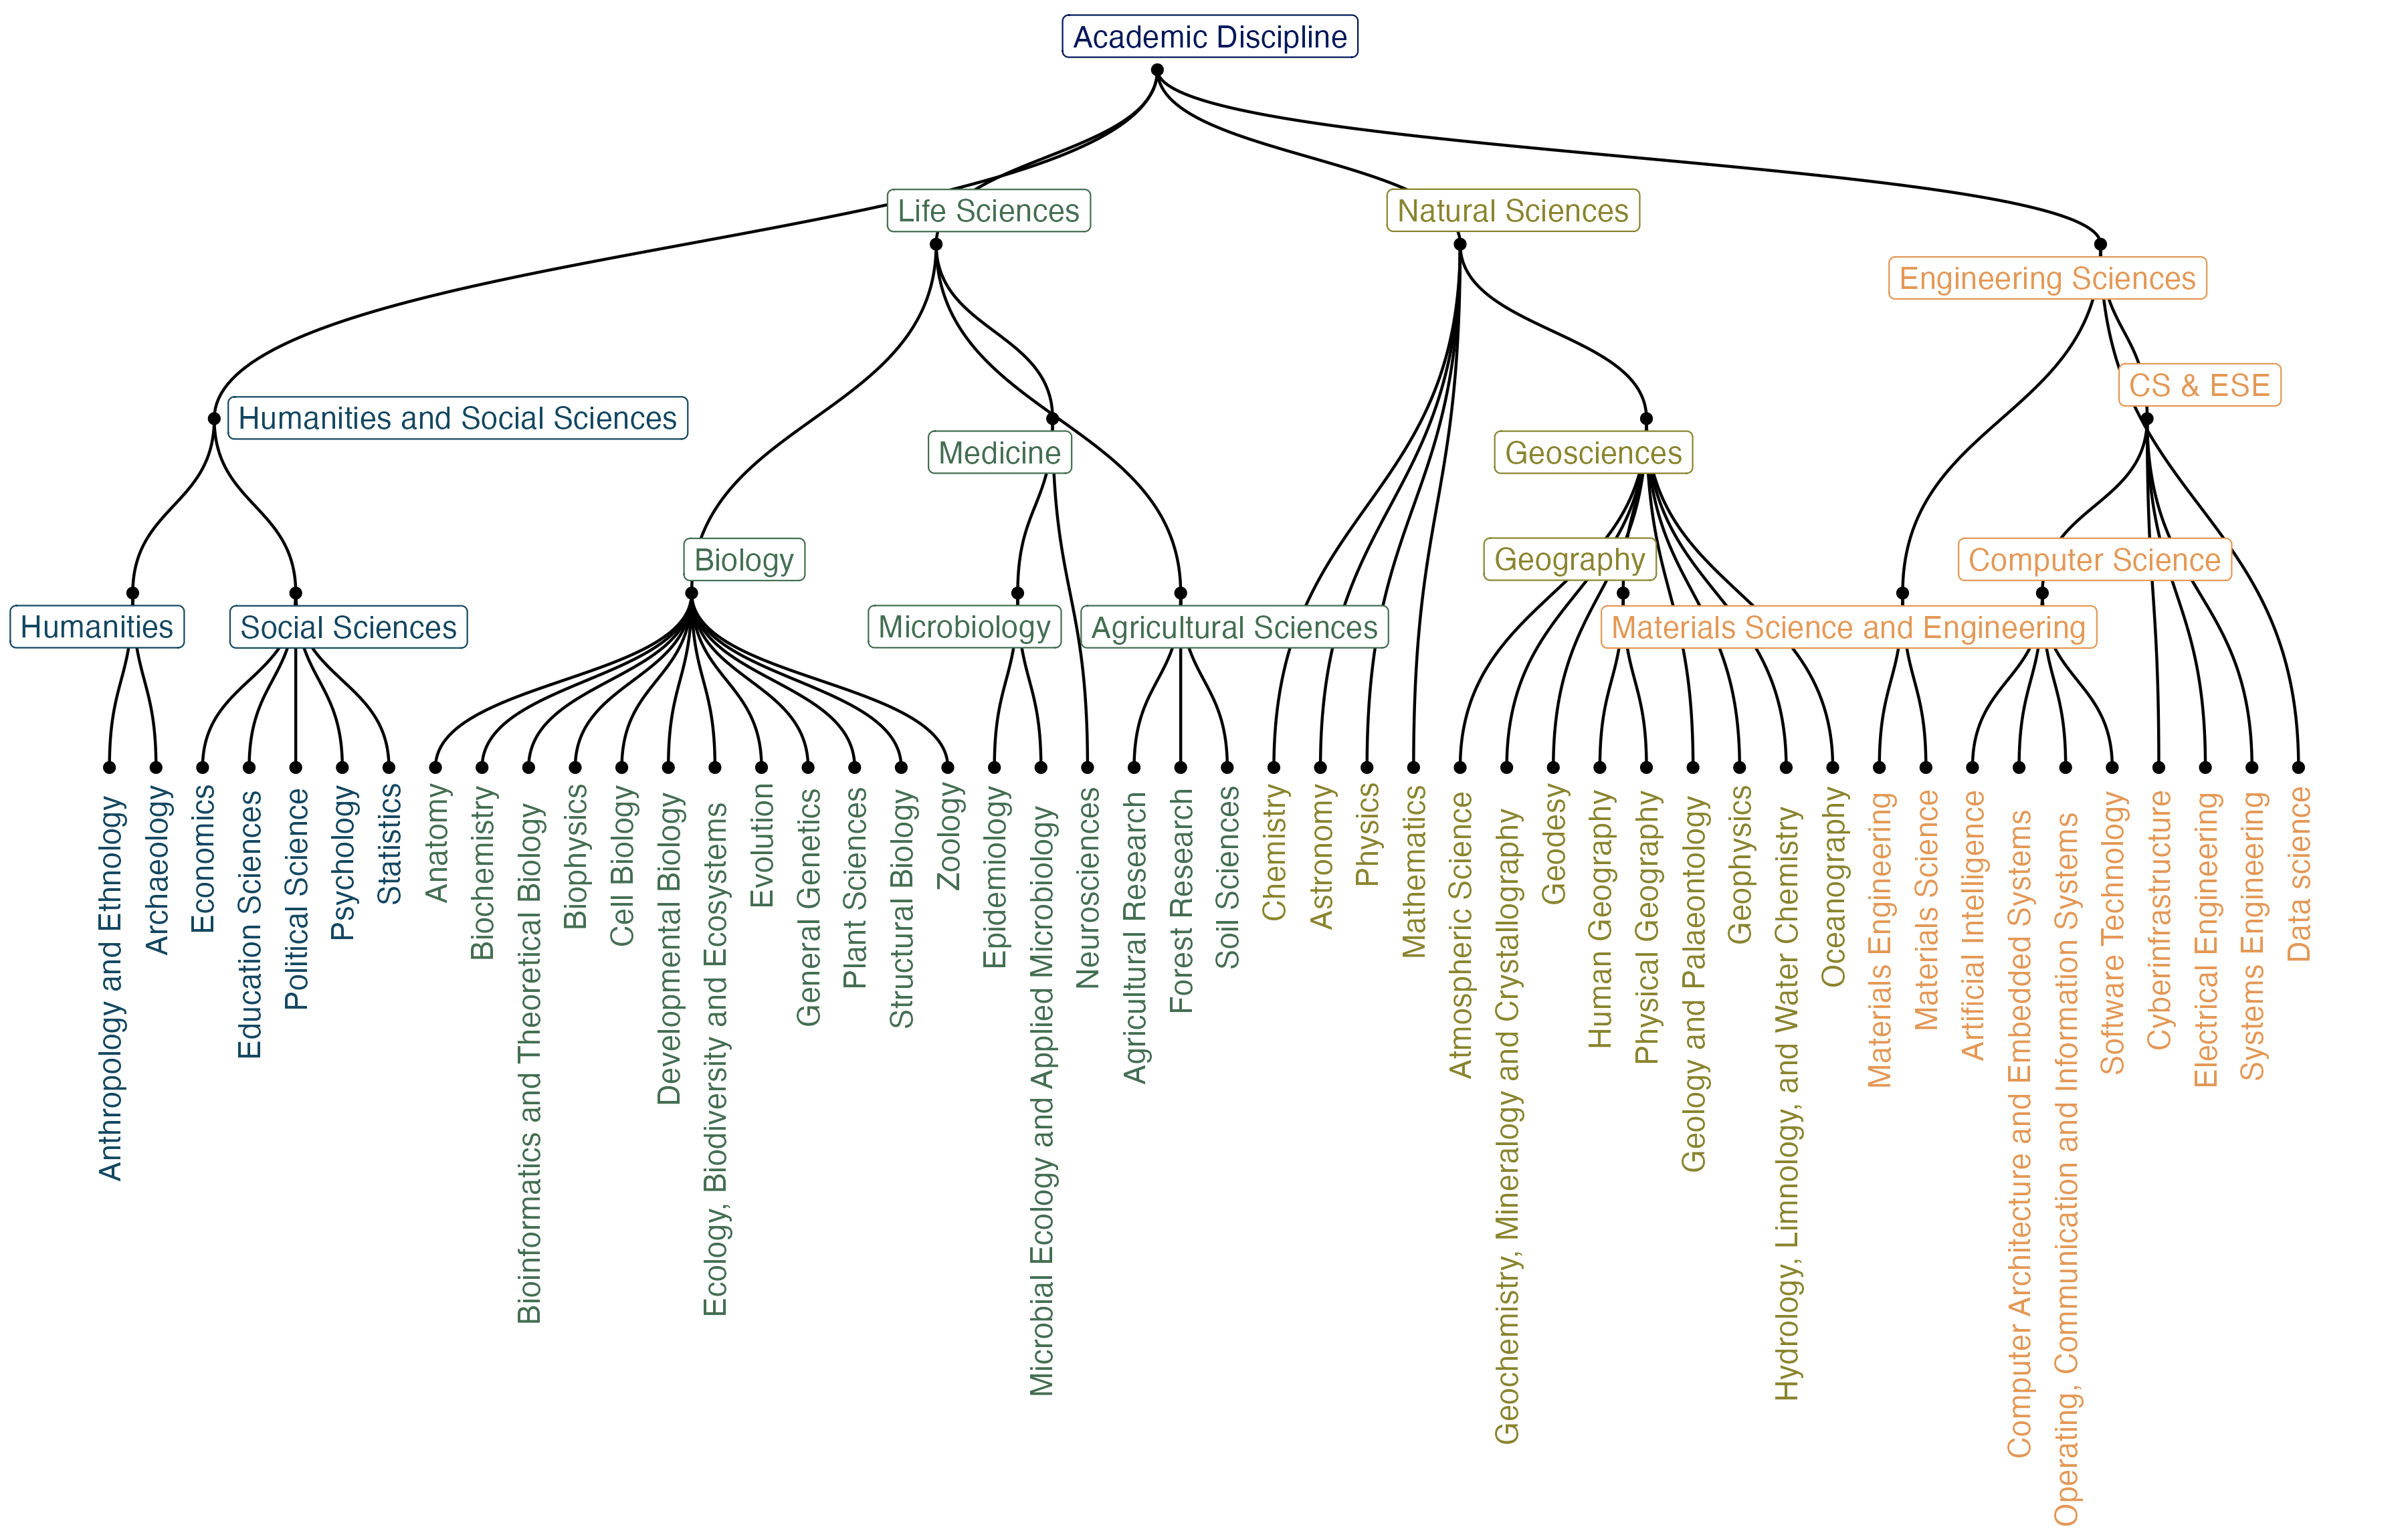 Academic Discipline
Life Sciences
Natural Sciences
Engineering Sciences
CS & ESE
Humanities and Social Sciences
Medicine
Geosciences
Biology
Geography
Computer Science
Humanities
Social Sciences
Microbiology
Agricultural Sciences
Materials Science and Engineering
Anthropology and Ethnology
Archaeology
Economics
Education Sciences
Political Science
Psychology
Statistics
Anatomy
Biochemistry
Bioinformatics and Theoretical Biology
Biophysics
Cell Biology
Developmental Biology
Ecology, Biodiversity and Ecosystems
Evolution
General Genetics
Plant Sciences
Structural Biology
Zoology
Epidemiology
Microbial Ecology and Applied Microbiology
Neurosciences
Agricultural Research
Forest Research
Soil Sciences
Chemistry
Astronomy
Physics
Mathematics
Atmospheric Science
Geochemistry, Mineralogy and Crystallography
Geodesy
Human Geography
Physical Geography
Geology and Palaeontology
Geophysics
Hydrology, Limnology, and Water Chemistry
Oceanography
Materials Engineering
Materials Science
Artificial Intelligence
Computer Architecture and Embedded Systems
Operating, Communication and Information Systems
Software Technology
Cyberinfrastructure
Electrical Engineering
Systems Engineering
Data science